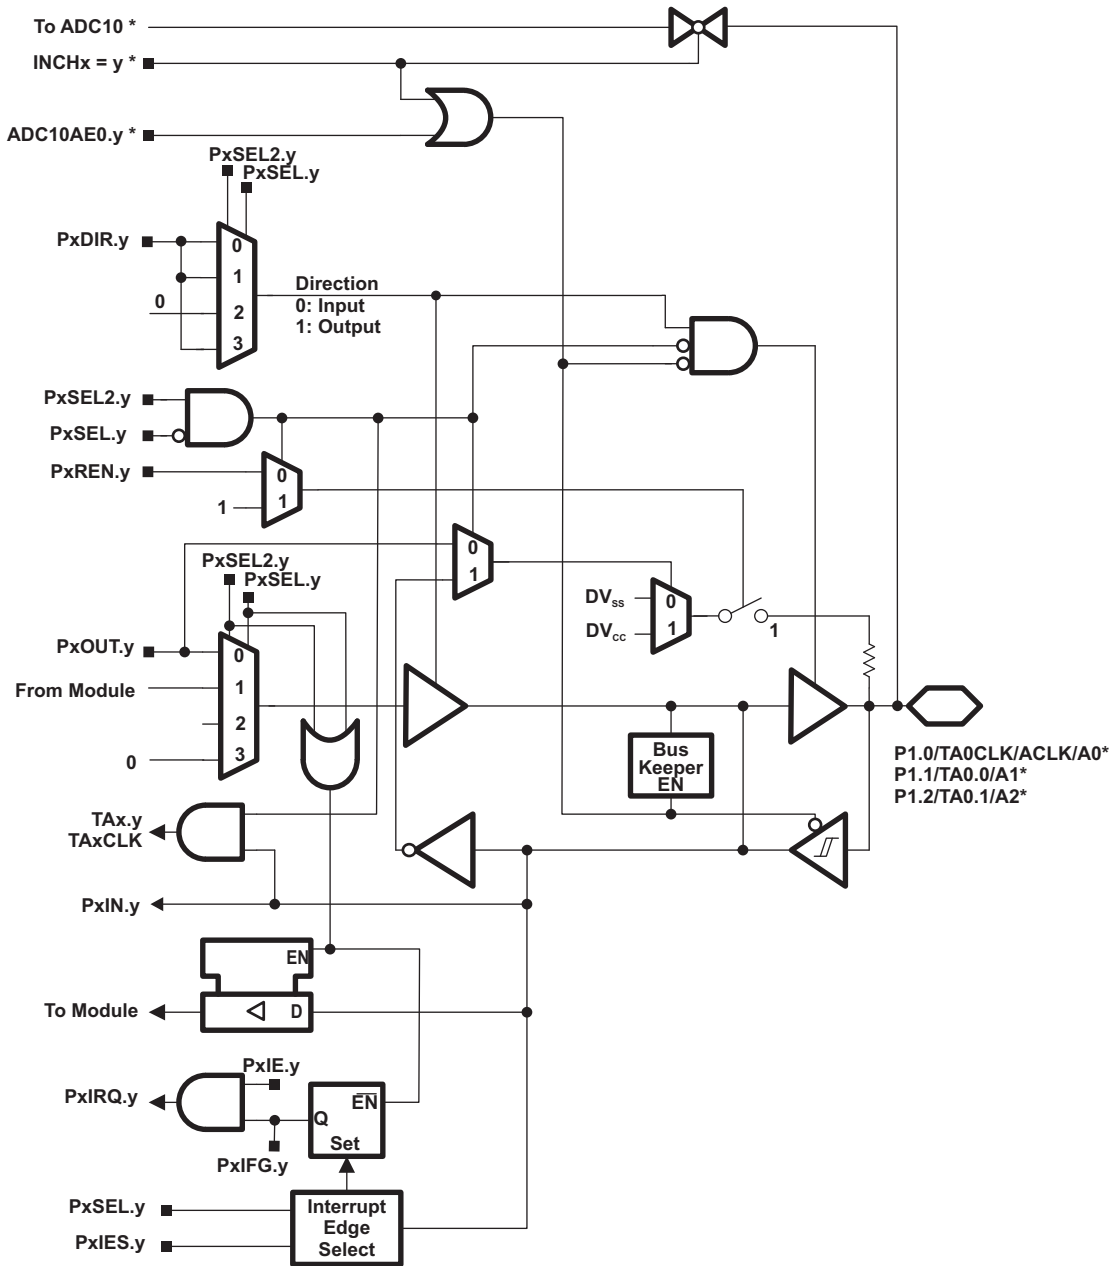 To ADC10 *
INCHx = y *
ADC10AE0.y *
PxSEL2.y
PxSEL.y
PxDIR.y
0
1
0
2
3
Direction
0: Input
1: Output
PxSEL2.y
PxSEL.y
PxREN.y
0
1
1
0
1
PxSEL2.y
PxSEL.y
DVss
DVcc
0
1
1
PxOUT.y
0
From Module
1
2
0
3
Bus
Keeper
EN
P1.0/TA0CLK/ACLK/A0*
P1.1/TA0.0/A1*
P1.2/TA0.1/A2*
TAx.y
TAxCLK
PxIN.y
EN
To Module
D
PxIE.y
PxIRQ.y
EN
Q
Set
PxIFG.y
PxSEL.y
PxIES.y
Interrupt
Edge
Select